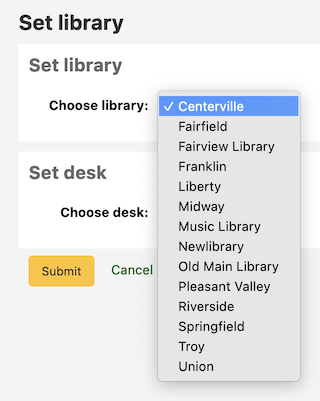 Set library
Set library
Choose library:
✓ Centerville
Fairfield
Fairview Library
Franklin
Liberty
Midway
Music Library
Newlibrary
Old Main Library
Pleasant Valley
Riverside
Springfield
Troy
Union
Set desk
Choose desk:
Submit Cancel